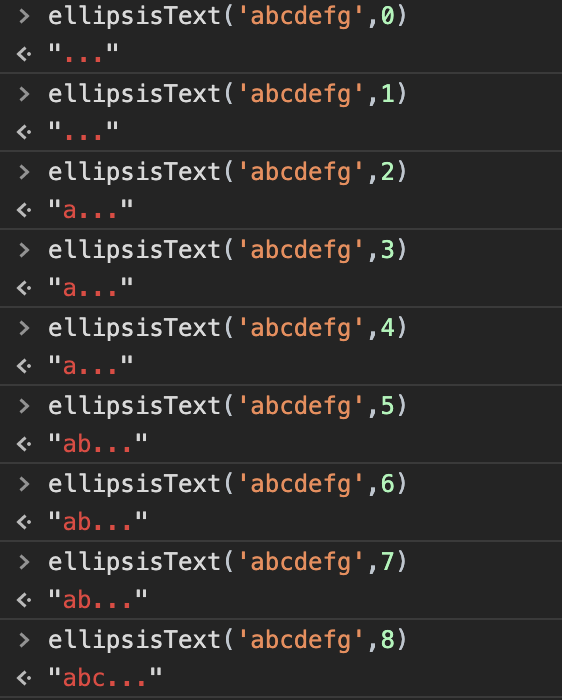 > ellipsisText('abcdefg',0)
<· "..."
> ellipsisText('abcdefg',1)
<· "..."
> ellipsisText('abcdefg',2)
<· "a..."
> ellipsisText('abcdefg',3)
<· "a..."
> ellipsisText('abcdefg',4)
<· "a..."
> ellipsisText('abcdefg',5)
<· "ab..."
> ellipsisText('abcdefg',6)
<· "ab..."
> ellipsisText('abcdefg',7)
<· "ab..."
> ellipsisText('abcdefg',8)
<· "abc..."